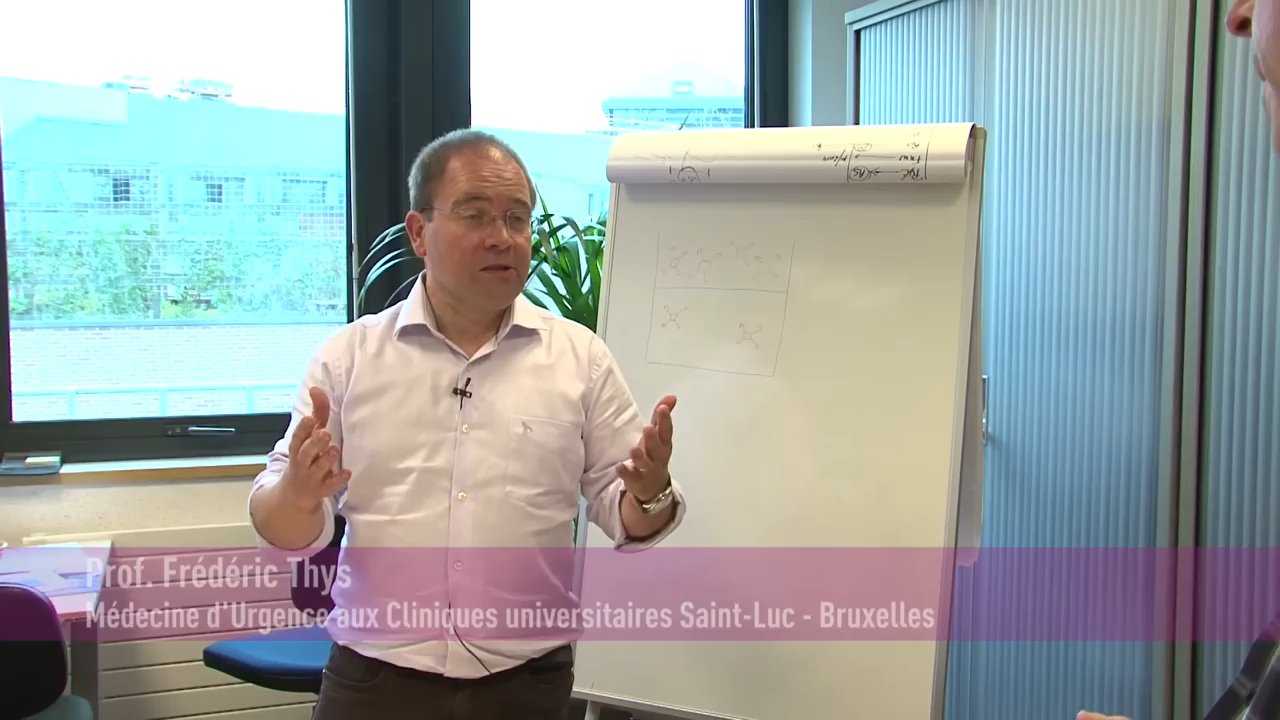 Prof. Frédéric Thys
Médecine d'Urgence aux Cliniques universitaires Saint-Luc - Bruxelles